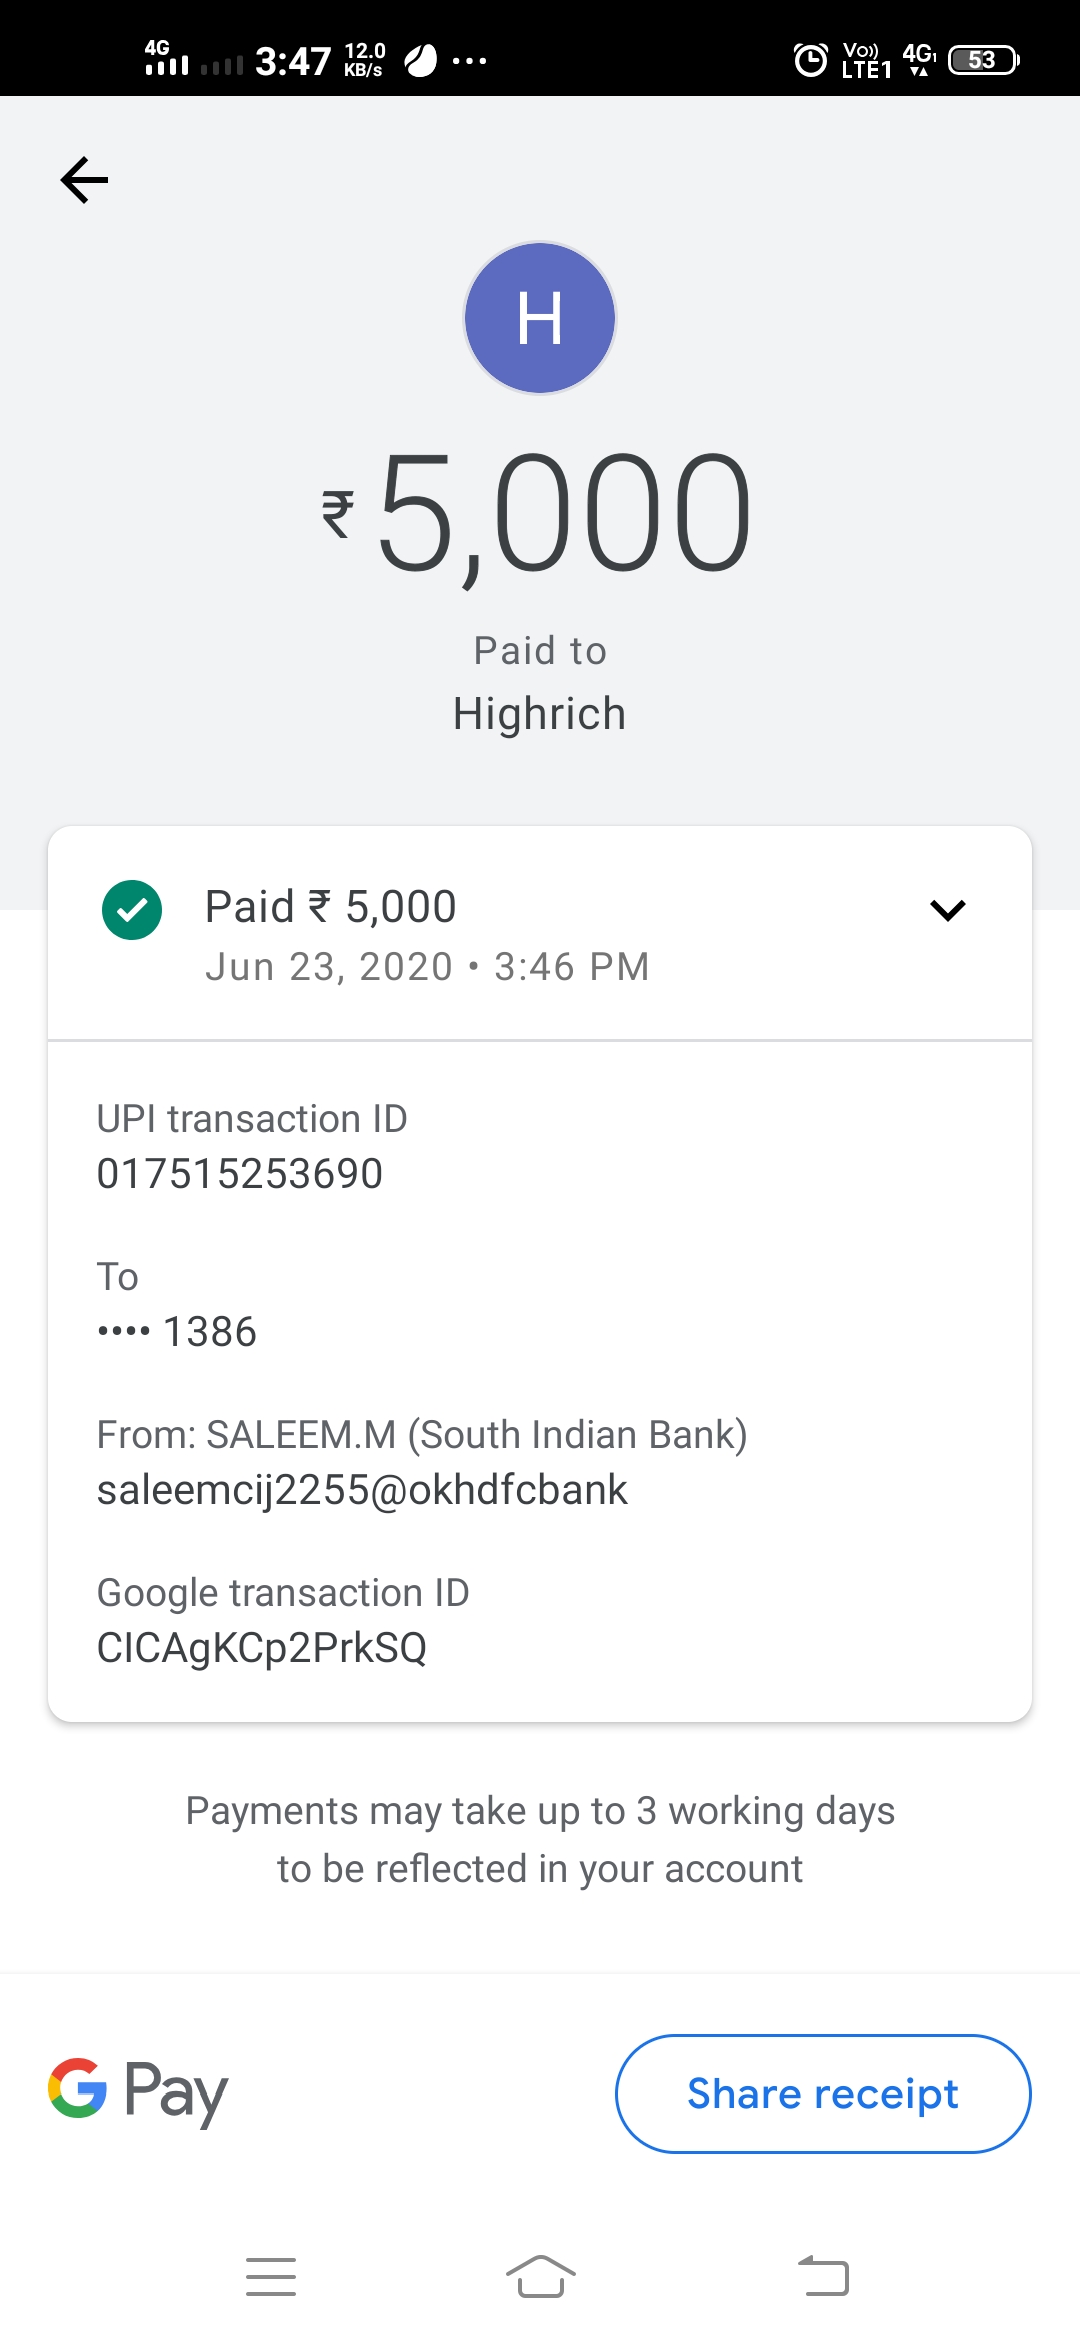 4G 3:47 12.0 KB/s ... Vo)) LTE1 4G1 53
H
₹5,000
Paid to
Highrich
Paid ₹ 5,000
Jun 23, 2020 • 3:46 PM
UPI transaction ID
017515253690
To
•••• 1386
From: SALEEM.M (South Indian Bank)
saleemcij2255@okhdfcbank
Google transaction ID
CICAgKCp2PrkSQ
Payments may take up to 3 working days
to be reflected in your account
G Pay
Share receipt